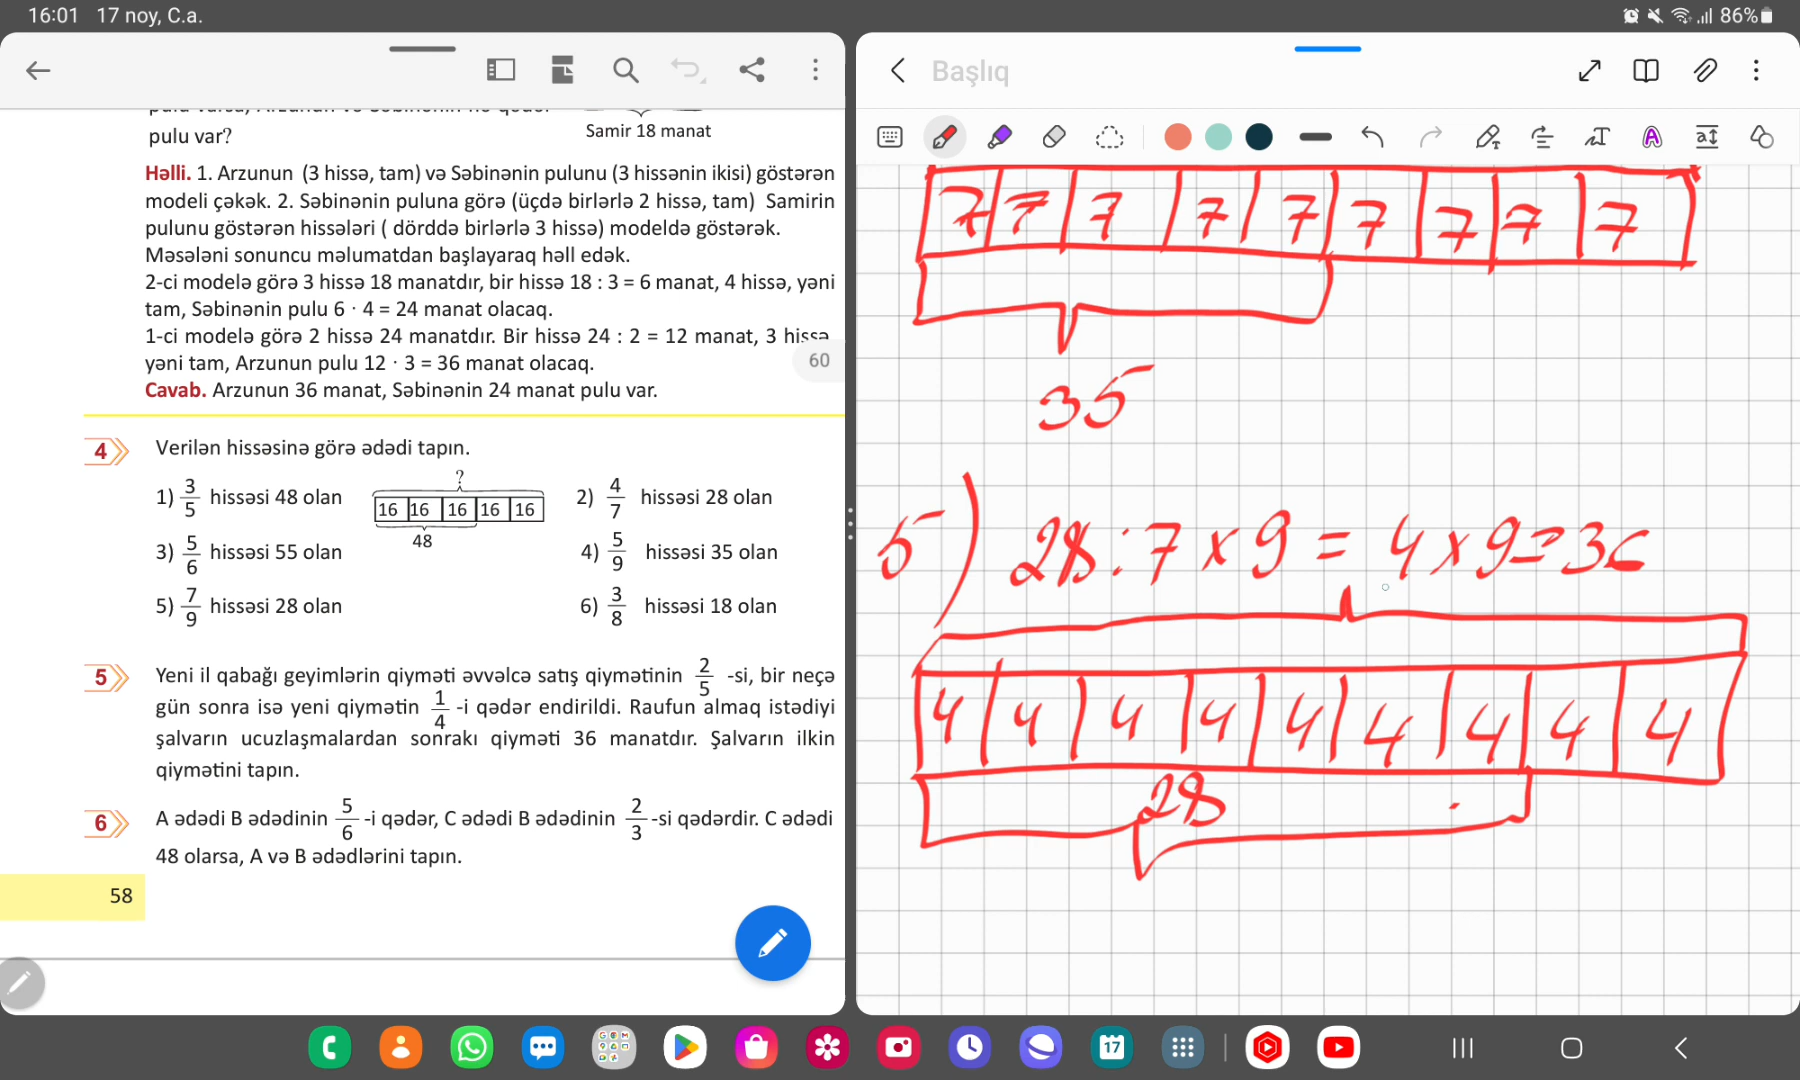 16:01 17 noy, C.a.
86%
pulu var?
Samir 18 manat
Həlli. 1. Arzunun (3 hissə, tam) və Səbinənin pulunu (3 hissənin ikisi) göstərən
modeli çəkək. 2. Səbinənin puluna görə (üçdə birlərlə 2 hissə, tam) Samirin
pulunu göstərən hissələri ( dörddə birlərlə 3 hissə) modeldə göstərək.
Məsələni sonuncu məlumatdan başlayaraq həll edək.
2-ci modelə görə 3 hissə 18 manatdır, bir hissə 18 : 3 = 6 manat, 4 hissə, yəni
tam, Səbinənin pulu 6 · 4 = 24 manat olacaq.
1-ci modelə görə 2 hissə 24 manatdır. Bir hissə 24 : 2 = 12 manat, 3 hissə
yəni tam, Arzunun pulu 12 · 3 = 36 manat olacaq.
60
Cavab. Arzunun 36 manat, Səbinənin 24 manat pulu var.
4 Verilən hissəsinə görə ədədi tapın.
1) 3/5 hissəsi 48 olan
?
16 16 16 16 16
48
2) 4/7 hissəsi 28 olan
3) 5/6 hissəsi 55 olan
4) 5/9 hissəsi 35 olan
5) 7/9 hissəsi 28 olan
6) 3/8 hissəsi 18 olan
5 Yeni il qabağı geyimlərin qiyməti əvvəlcə satış qiymətinin 2/5 -si, bir neçə
gün sonra isə yeni qiymətin 1/4 -i qədər endirildi. Raufun almaq istədiyi
şalvarın ucuzlaşmalardan sonrakı qiyməti 36 manatdır. Şalvarın ilkin
qiymətini tapın.
6 A ədədi B ədədinin 5/6 -i qədər, C ədədi B ədədinin 2/3 -si qədərdir. C ədədi
48 olarsa, A və B ədədlərini tapın.
58
Başlıq
7 7 7 7 7 7 7 7 7
35
5) 28 : 7 x 9 = 4 x 9 = 36
4 4 4 4 4 4 4 4 4
28
17